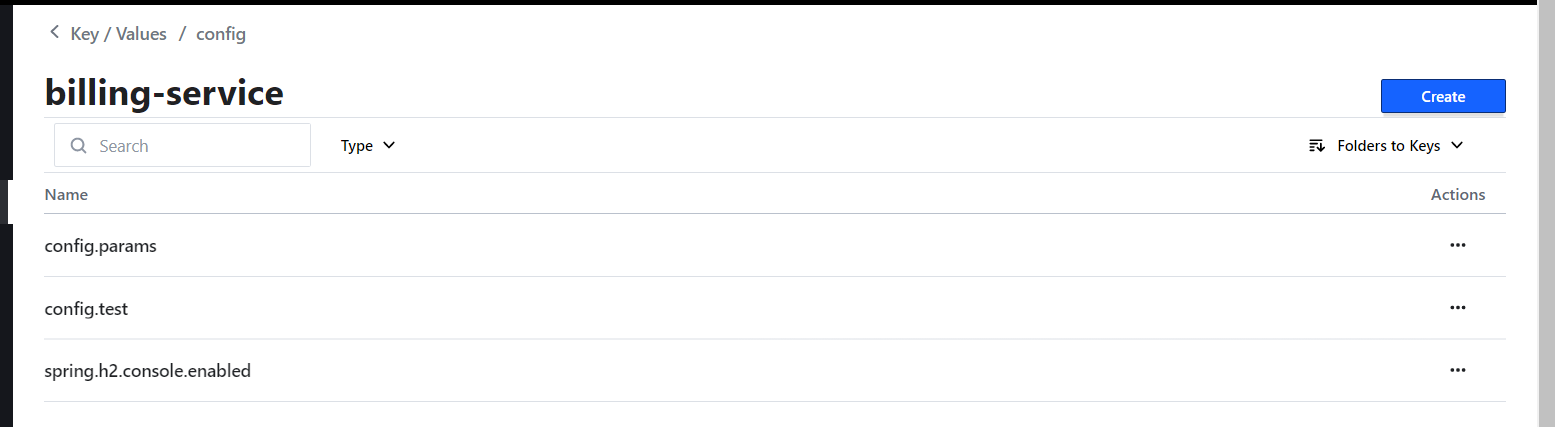 Key / Values / config
billing-service
Create
Search Type Folders to Keys
Name Actions
config.params
config.test
spring.h2.console.enabled